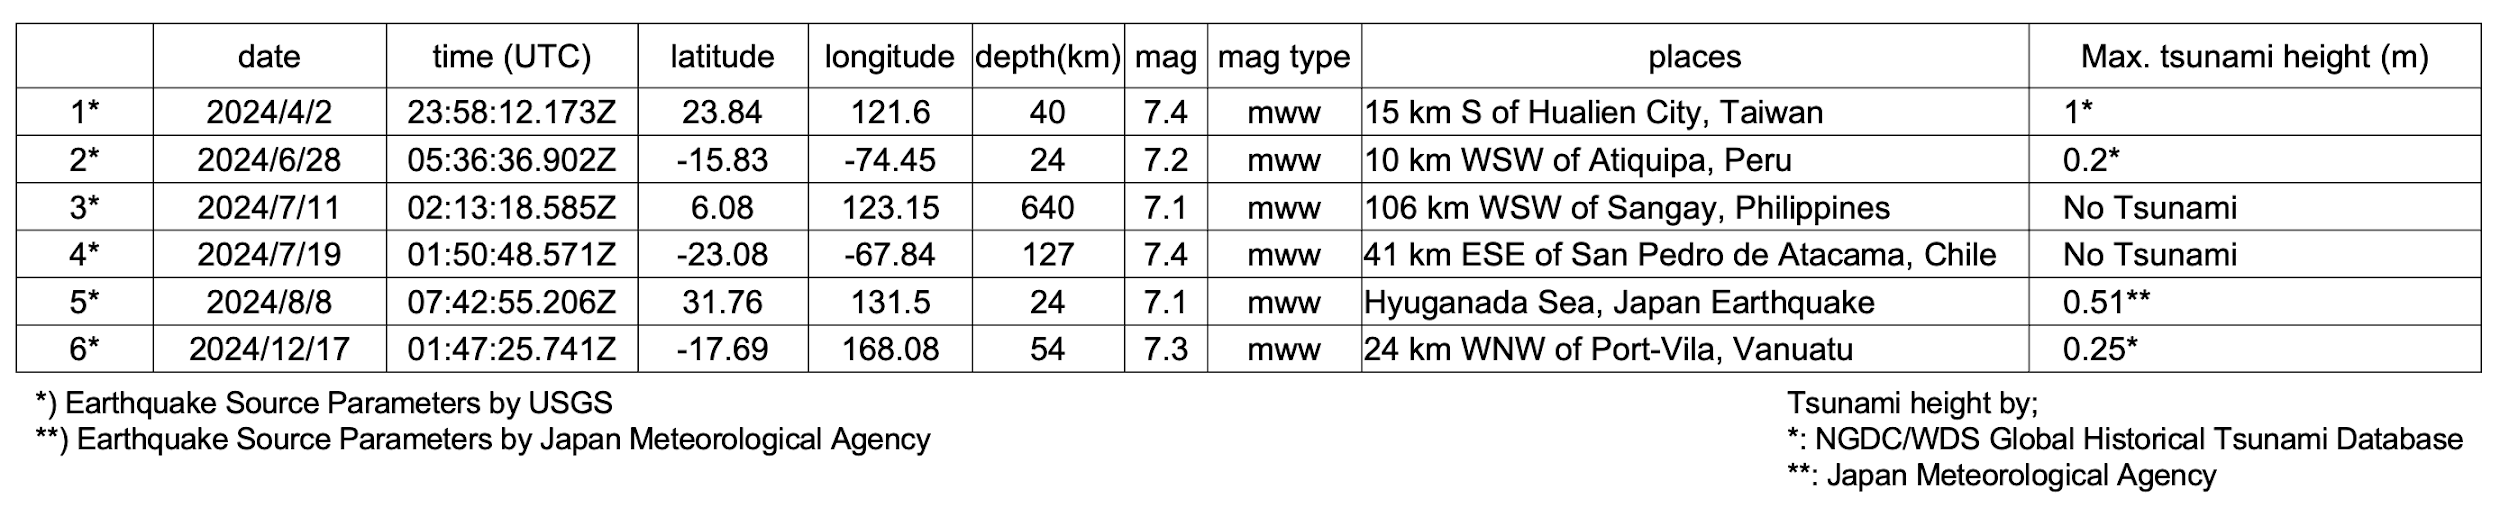 date time (UTC) latitude longitude depth(km) mag mag type places Max. tsunami height (m)
1* 2024/4/2 23:58:12.173Z 23.84 121.6 40 7.4 mww 15 km S of Hualien City, Taiwan 1*
2* 2024/6/28 05:36:36.902Z -15.83 -74.45 24 7.2 mww 10 km WSW of Atiquipa, Peru 0.2*
3* 2024/7/11 02:13:18.585Z 6.08 123.15 640 7.1 mww 106 km WSW of Sangay, Philippines No Tsunami
4* 2024/7/19 01:50:48.571Z -23.08 -67.84 127 7.4 mww 41 km ESE of San Pedro de Atacama, Chile No Tsunami
5* 2024/8/8 07:42:55.206Z 31.76 131.5 24 7.1 mww Hyuganada Sea, Japan Earthquake 0.51**
6* 2024/12/17 01:47:25.741Z -17.69 168.08 54 7.3 mww 24 km WNW of Port-Vila, Vanuatu 0.25*
*) Earthquake Source Parameters by USGS
**) Earthquake Source Parameters by Japan Meteorological Agency
Tsunami height by;
*: NGDC/WDS Global Historical Tsunami Database
**: Japan Meteorological Agency